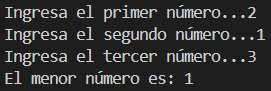 Ingresa el primer número...2
Ingresa el segundo número...1
Ingresa el tercer número...3
El menor número es: 1